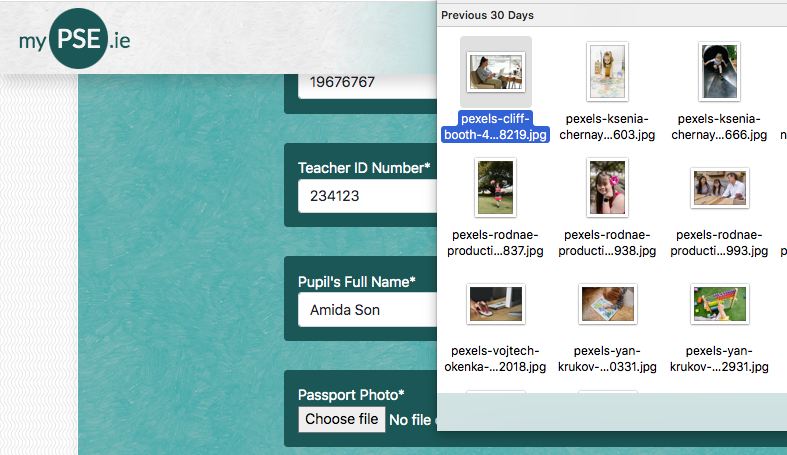 my PSE.ie
19676767
Teacher ID Number*
234123
Pupil's Full Name*
Amida Son
Passport Photo*
Choose file No file
Previous 30 Days
pexels-cliff-
booth-4...8219.jpg
pexels-ksenia-
chernay...603.jpg
pexels-ksenia-
chernay...666.jpg
pexels-rodnae-
producti...837.jpg
pexels-rodnae-
producti...938.jpg
pexels-rodnae-
producti...993.jpg
pexels-vojtech-
okenka-...2018.jpg
pexels-yan-
krukov-...0331.jpg
pexels-yan-
krukov-...2931.jpg